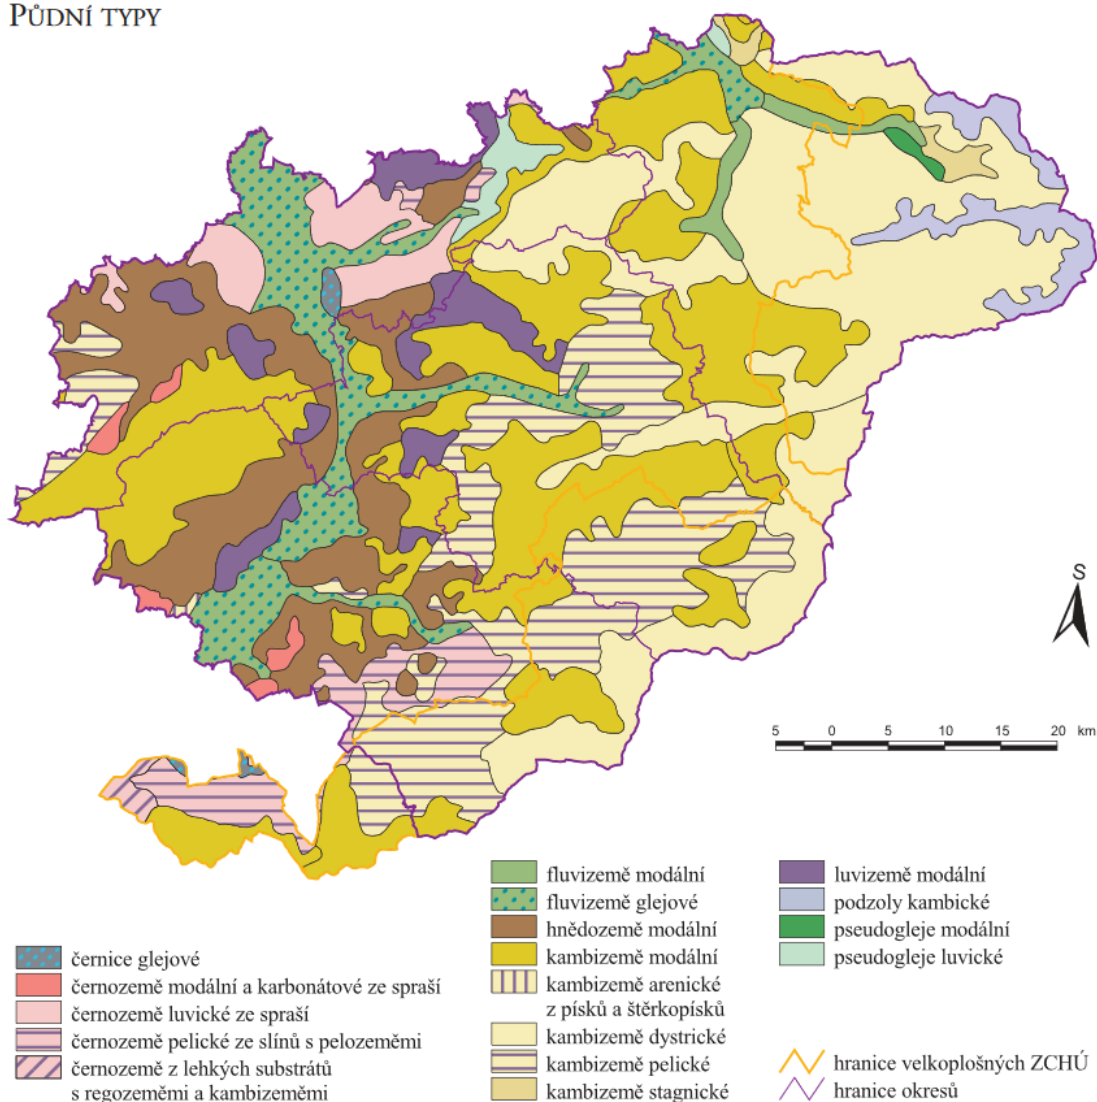 PŮDNÍ TYPY
S
5 0 5 10 15 20 km
černice glejové
černozemě modální a karbonátové ze spraší
černozemě luvické ze spraší
černozemě pelické ze slínů s pelozeměmi
černozemě z lehkých substrátů
s regozeměmi a kambizeměmi
fluvizemě modální
fluvizemě glejové
hnědozemě modální
kambizemě modální
kambizemě arenické
z písků a štěrkopísků
kambizemě dystrické
kambizemě pelické
kambizemě stagnické
luvizemě modální
podzoly kambické
pseudogleje modální
pseudogleje luvické
hranice velkoplošných ZCHÚ
hranice okresů